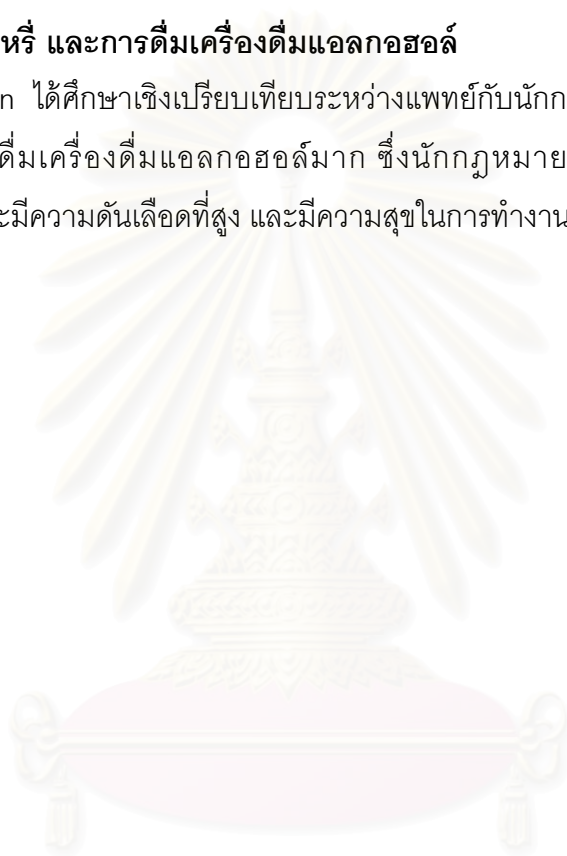 หรี่ และการดื่มเครื่องดื่มแอลกอฮอล์
n ได้ศึกษาเชิงเปรียบเทียบระหว่างแพทย์กับนักก
ดื่มเครื่องดื่มแอลกอฮอล์มาก ซึ่งนักกฎหมาย
ะมีความดันเลือดที่สูง และมีความสุขในการทำงาน